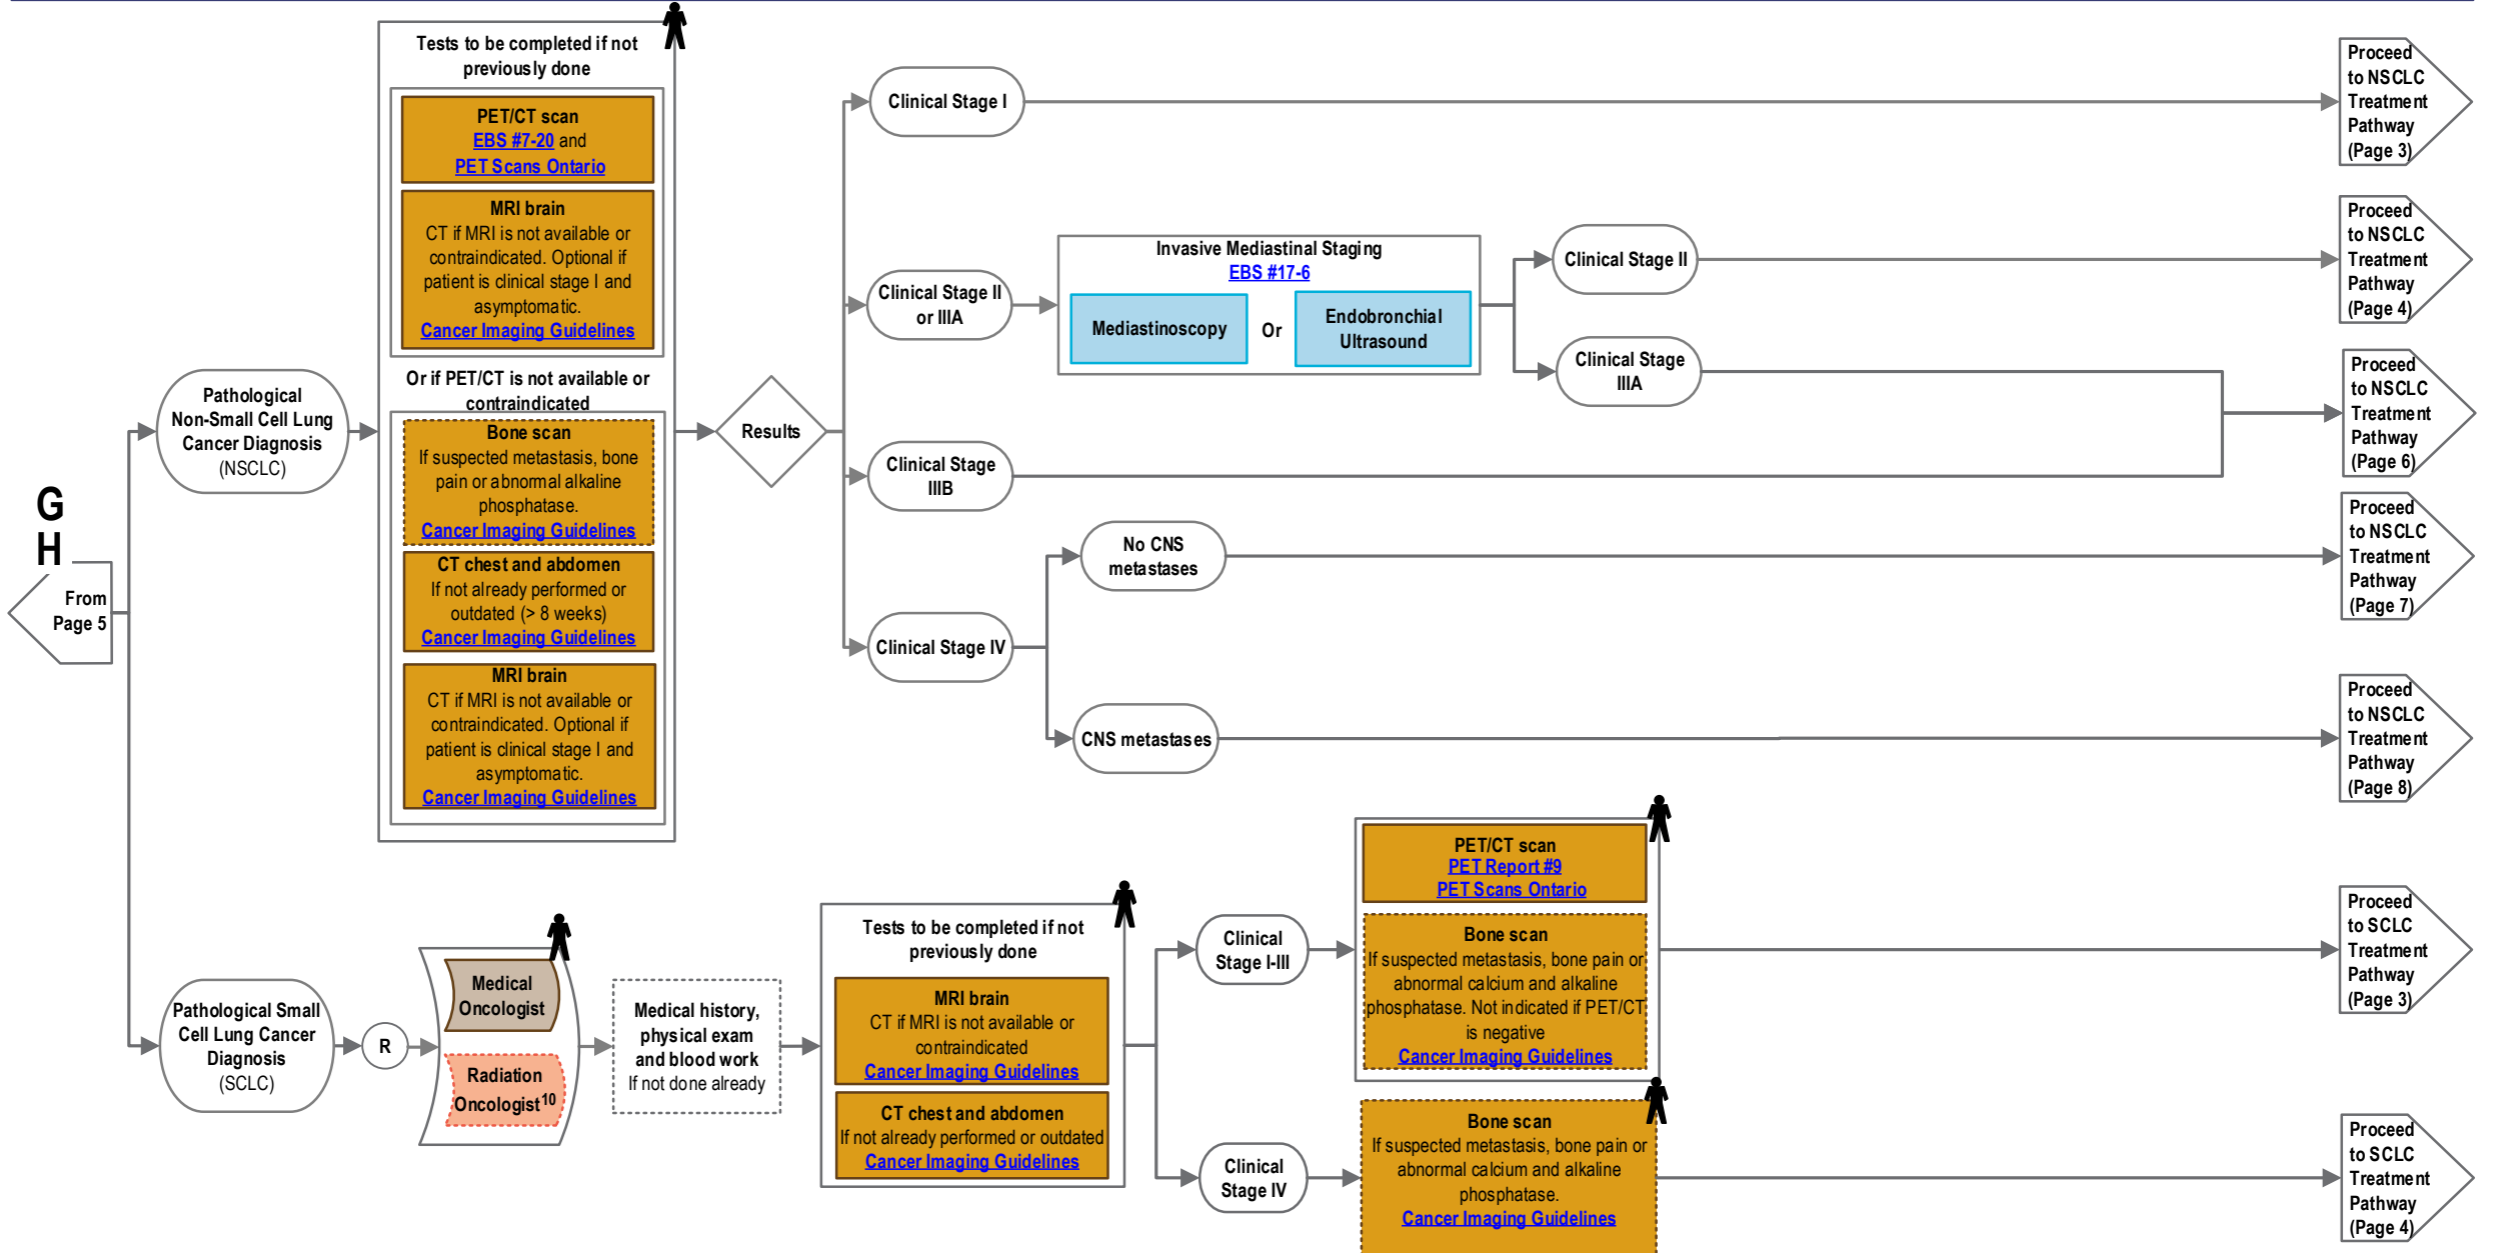 G
H
From
Page 5
Pathological
Non-Small Cell Lung
Cancer Diagnosis
(NSCLC)
Tests to be completed if not
previously done
PET/CT scan
EBS #7-20 and
PET Scans Ontario
MRI brain
CT if MRI is not available or
contraindicated. Optional if
patient is clinical stage I and
asymptomatic.
Cancer Imaging Guidelines
Or if PET/CT is not available or
contraindicated
Bone scan
If suspected metastasis, bone
pain or abnormal alkaline
phosphatase.
Cancer Imaging Guidelines
CT chest and abdomen
If not already performed or
outdated (> 8 weeks)
Cancer Imaging Guidelines
MRI brain
CT if MRI is not available or
contraindicated. Optional if
patient is clinical stage I and
asymptomatic.
Cancer Imaging Guidelines
Results
Clinical Stage I
Proceed
to NSCLC
Treatment
Pathway
(Page 3)
Clinical Stage II
or IIIA
Invasive Mediastinal Staging
EBS #17-6
Mediastinoscopy
Or
Endobronchial
Ultrasound
Clinical Stage II
Proceed
to NSCLC
Treatment
Pathway
(Page 4)
Clinical Stage
IIIA
Clinical Stage
IIIB
Proceed
to NSCLC
Treatment
Pathway
(Page 6)
Clinical Stage IV
No CNS
metastases
Proceed
to NSCLC
Treatment
Pathway
(Page 7)
CNS metastases
Proceed
to NSCLC
Treatment
Pathway
(Page 8)
Pathological Small
Cell Lung Cancer
Diagnosis
(SCLC)
R
Medical
Oncologist
Radiation
Oncologist10
Medical history,
physical exam
and blood work
If not done already
Tests to be completed if not
previously done
MRI brain
CT if MRI is not available or
contraindicated
Cancer Imaging Guidelines
CT chest and abdomen
If not already performed or outdated
Cancer Imaging Guidelines
Clinical
Stage I-III
PET/CT scan
PET Report #9
PET Scans Ontario
Bone scan
If suspected metastasis, bone pain or
abnormal calcium and alkaline
phosphatase. Not indicated if PET/CT
is negative
Cancer Imaging Guidelines
Proceed
to SCLC
Treatment
Pathway
(Page 3)
Clinical
Stage IV
Bone scan
If suspected metastasis, bone pain or
abnormal calcium and alkaline
phosphatase.
Cancer Imaging Guidelines
Proceed
to SCLC
Treatment
Pathway
(Page 4)